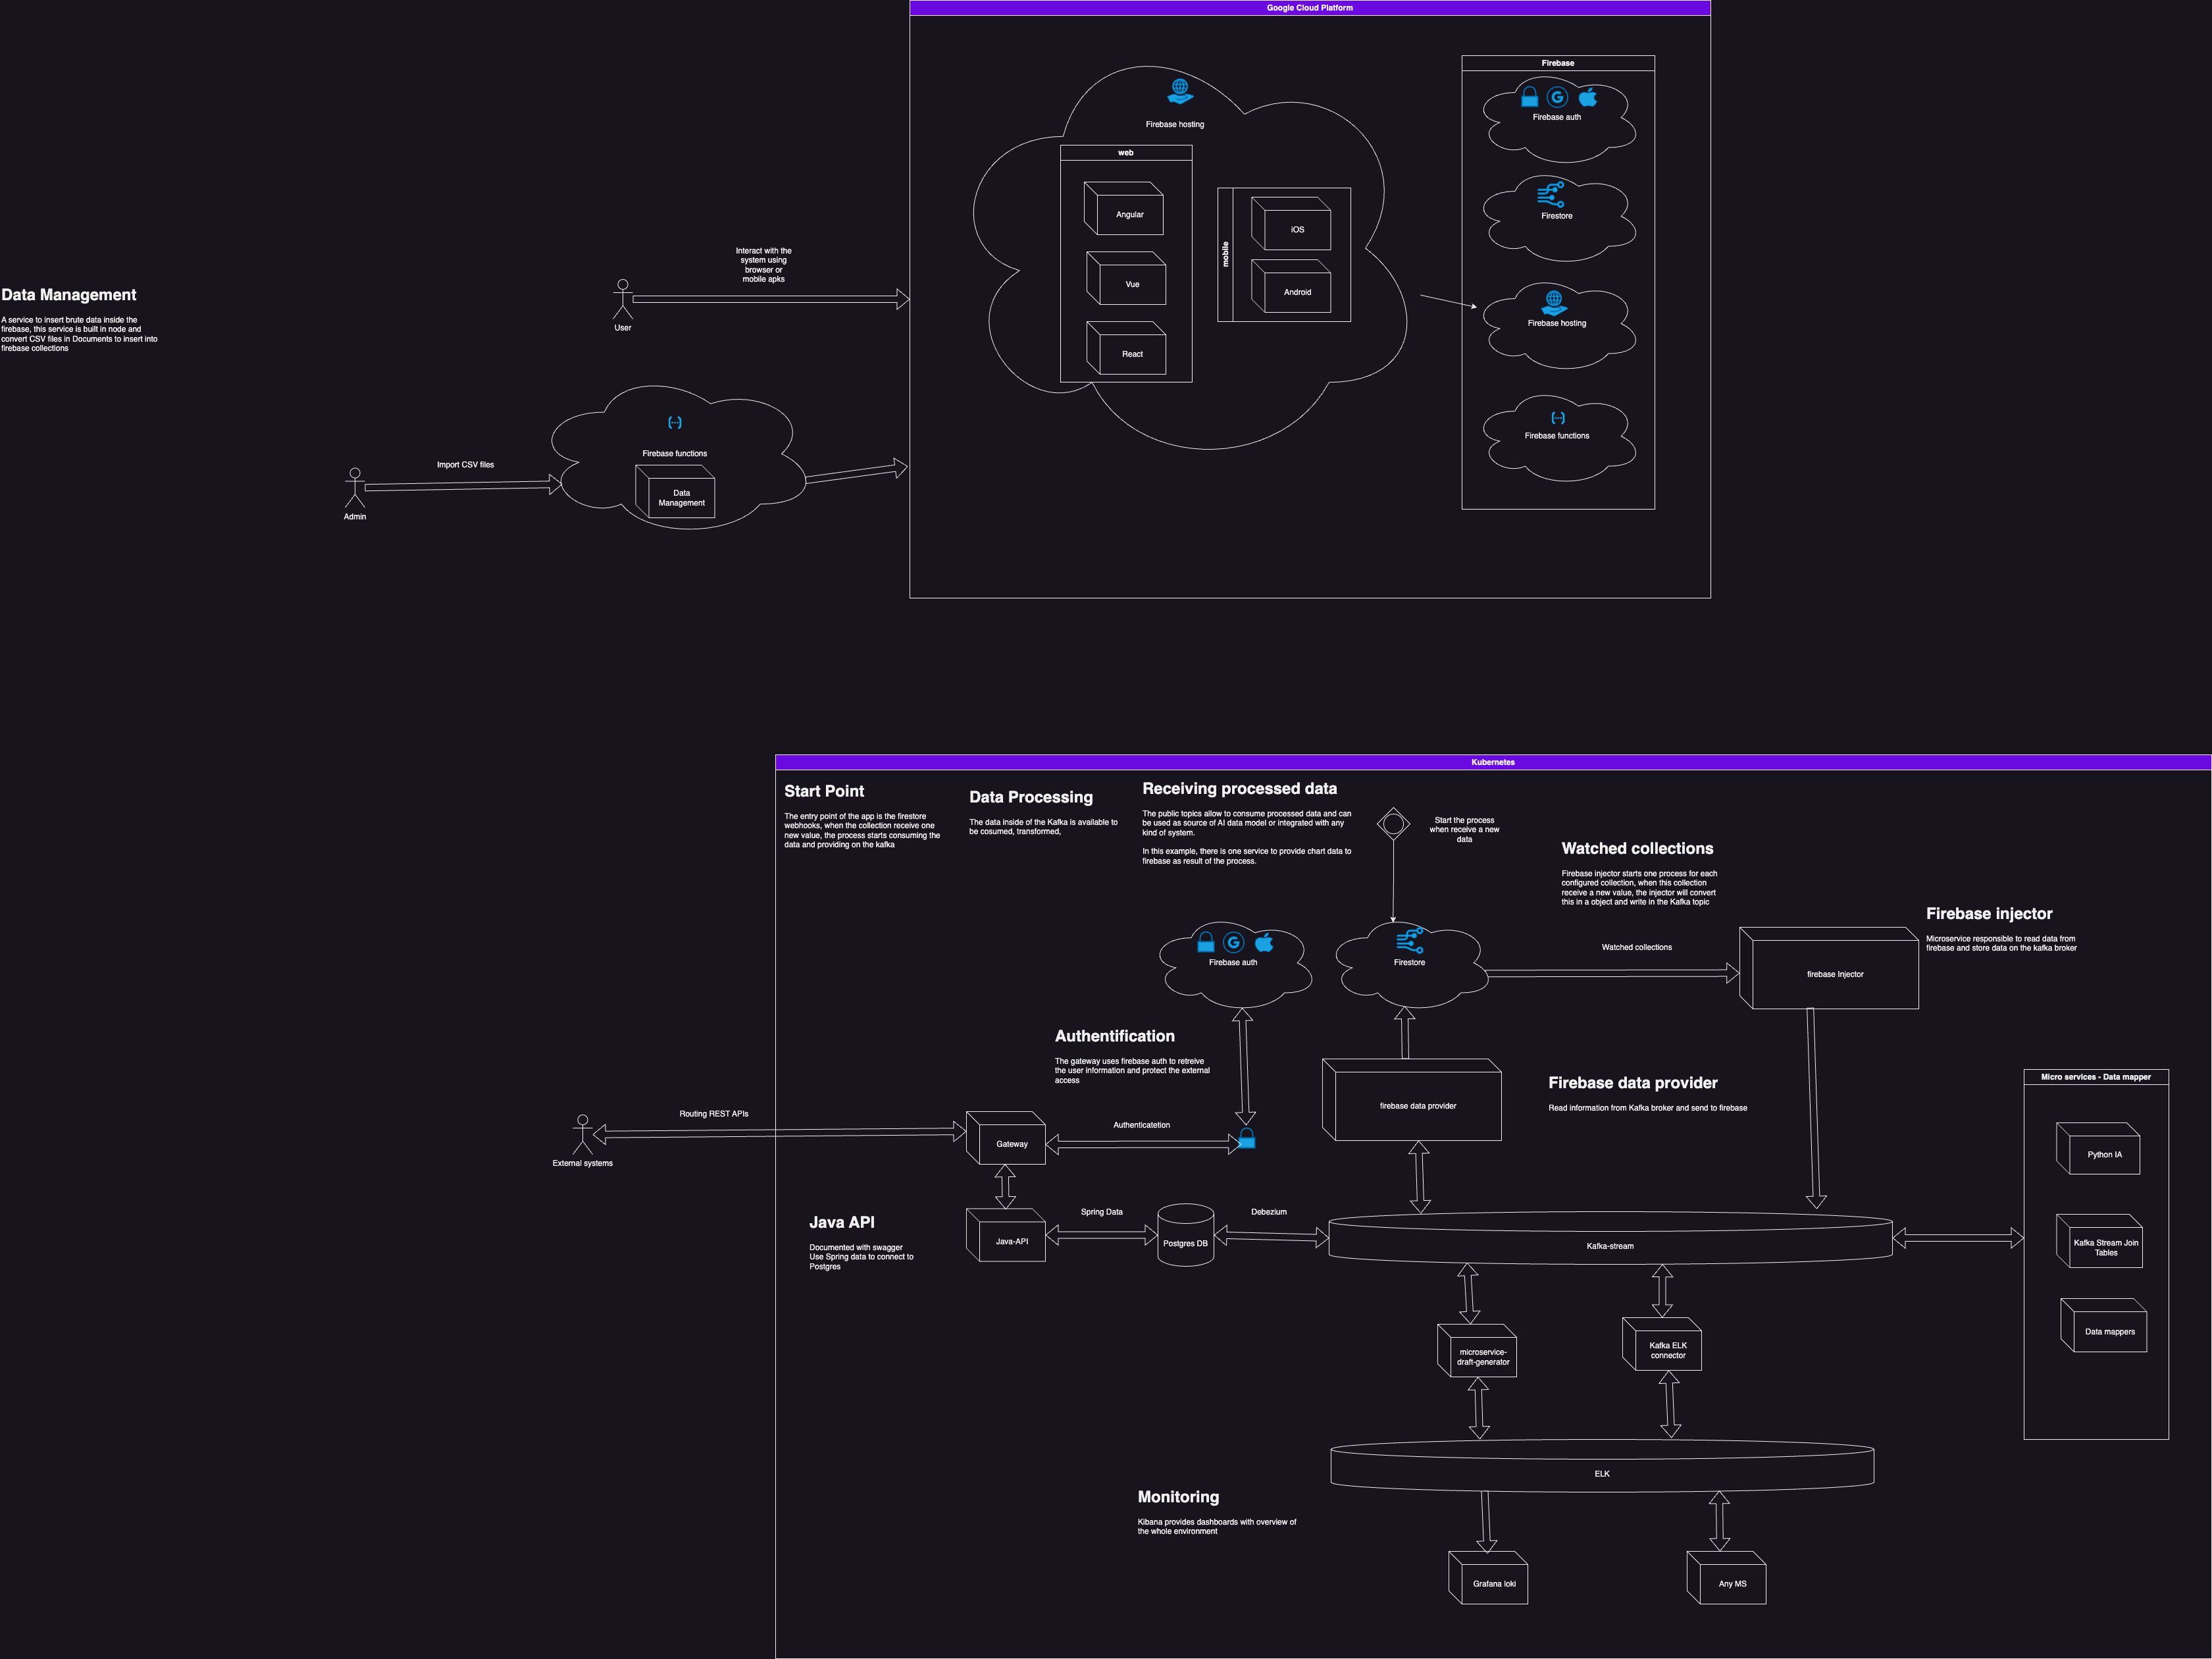 Google Cloud Platform
Firebase
Firebase auth
Firebase hosting
web
Angular
Firestore
mobile
iOS
Interact with the
system using
browser or
mobile apks
Vue
Android
Data Management
A service to insert brute data inside the
firebase, this service is built in node and
convert CSV files in Documents to insert into
firebase collections
User
Firebase hosting
React
Firebase functions
Firebase functions
Import CSV files
Data
Management
Admin
Kubernetes
Start Point
The entry point of the app is the firestore
webhooks, when the collection receive one
new value, the process starts consuming the
data and providing on the kafka
Data Processing
The data inside of the Kafka is available to
be cosumed, transformed,
Receiving processed data
The public topics allow to consume processed data and can
be used as source of AI data model or integrated with any
kind of system.
In this example, there is one service to provide chart data to
firebase as result of the process.
Start the process
when receive a new
data
Watched collections
Firebase injector starts one process for each
configured collection, when this collection
receive a new value, the injector will convert
this in a object and write in the Kafka topic
Firebase injector
Microservice responsible to read data from
firebase and store data on the kafka broker
Firebase auth
Firestore
Watched collections
firebase Injector
Authentification
The gateway uses firebase auth to retreive
the user information and protect the external
access
firebase data provider
Firebase data provider
Read information from Kafka broker and send to firebase
Micro services - Data mapper
Routing REST APIs
External systems
Gateway
Authenticatetion
Python IA
Java API
Documented with swagger
Use Spring data to connect to
Postgres
Java-API
Spring Data
Postgres DB
Debezium
Kafka-stream
Kafka Stream Join
Tables
microservice-
draft-generator
Kafka ELK
connector
Data mappers
ELK
Monitoring
Kibana provides dashboards with overview of
the whole environment
Grafana loki
Any MS